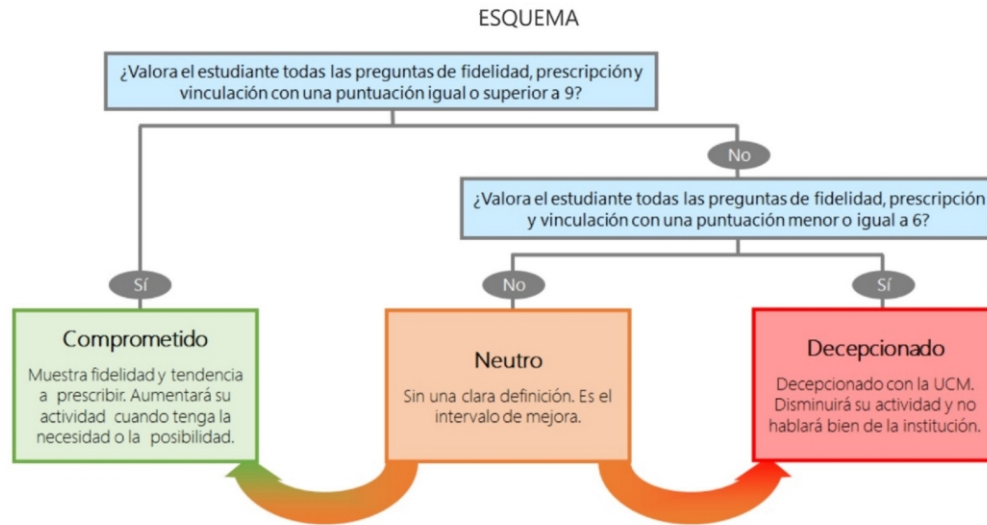 ESQUEMA
¿Valora el estudiante todas las preguntas de fidelidad, prescripción y
vinculación con una puntuación igual o superior a 9?
No
¿Valora el estudiante todas las preguntas de fidelidad, prescripción
y vinculación con una puntuación menor o igual a 6?
Sí
No
Sí
Comprometido
Muestra fidelidad y tendencia
a prescribir. Aumentará su
actividad cuando tenga la
necesidad o la posibilidad.
Neutro
Sin una clara definición. Es el
intervalo de mejora.
Decepcionado
Decepcionado con la UCM.
Disminuirá su actividad y no
hablará bien de la institución.